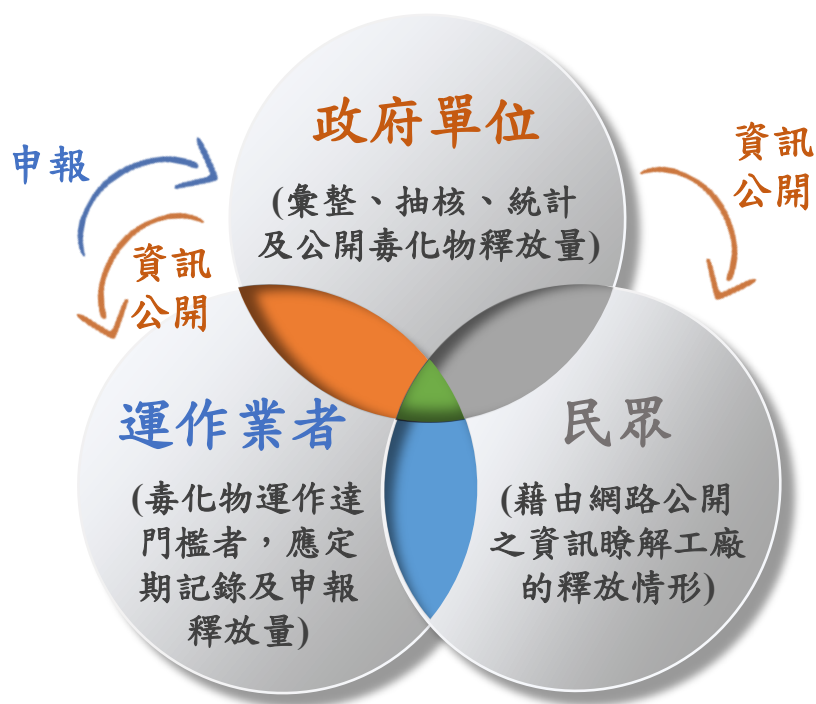 政府單位
(彙整、抽核、統計
及公開毒化物釋放量)
申報
資訊
公開
資訊
公開
運作業者
(毒化物運作達
門檻者，應定
期記錄及申報
釋放量)
民眾
(藉由網路公開
之資訊瞭解工廠
的釋放情形)